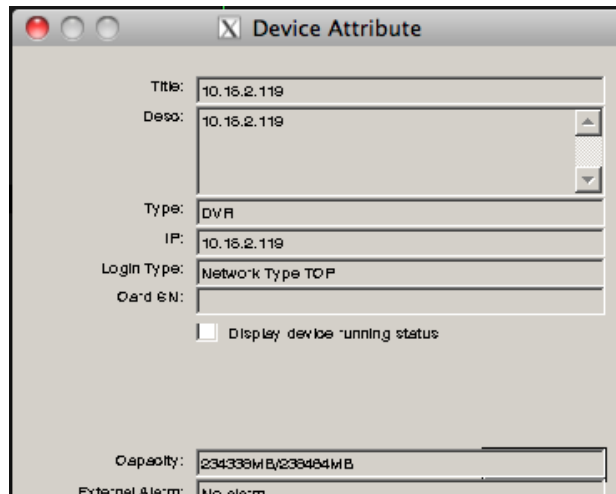 X Device Attribute
Title: 10.16.2.119
Desc: 10.16.2.119
Type: DVR
IP: 10.16.2.119
Login Type: Network Type TCP
Card SN:
Display device running status
Capacity: 234339MB/238464MB
External Alarm: No alarm